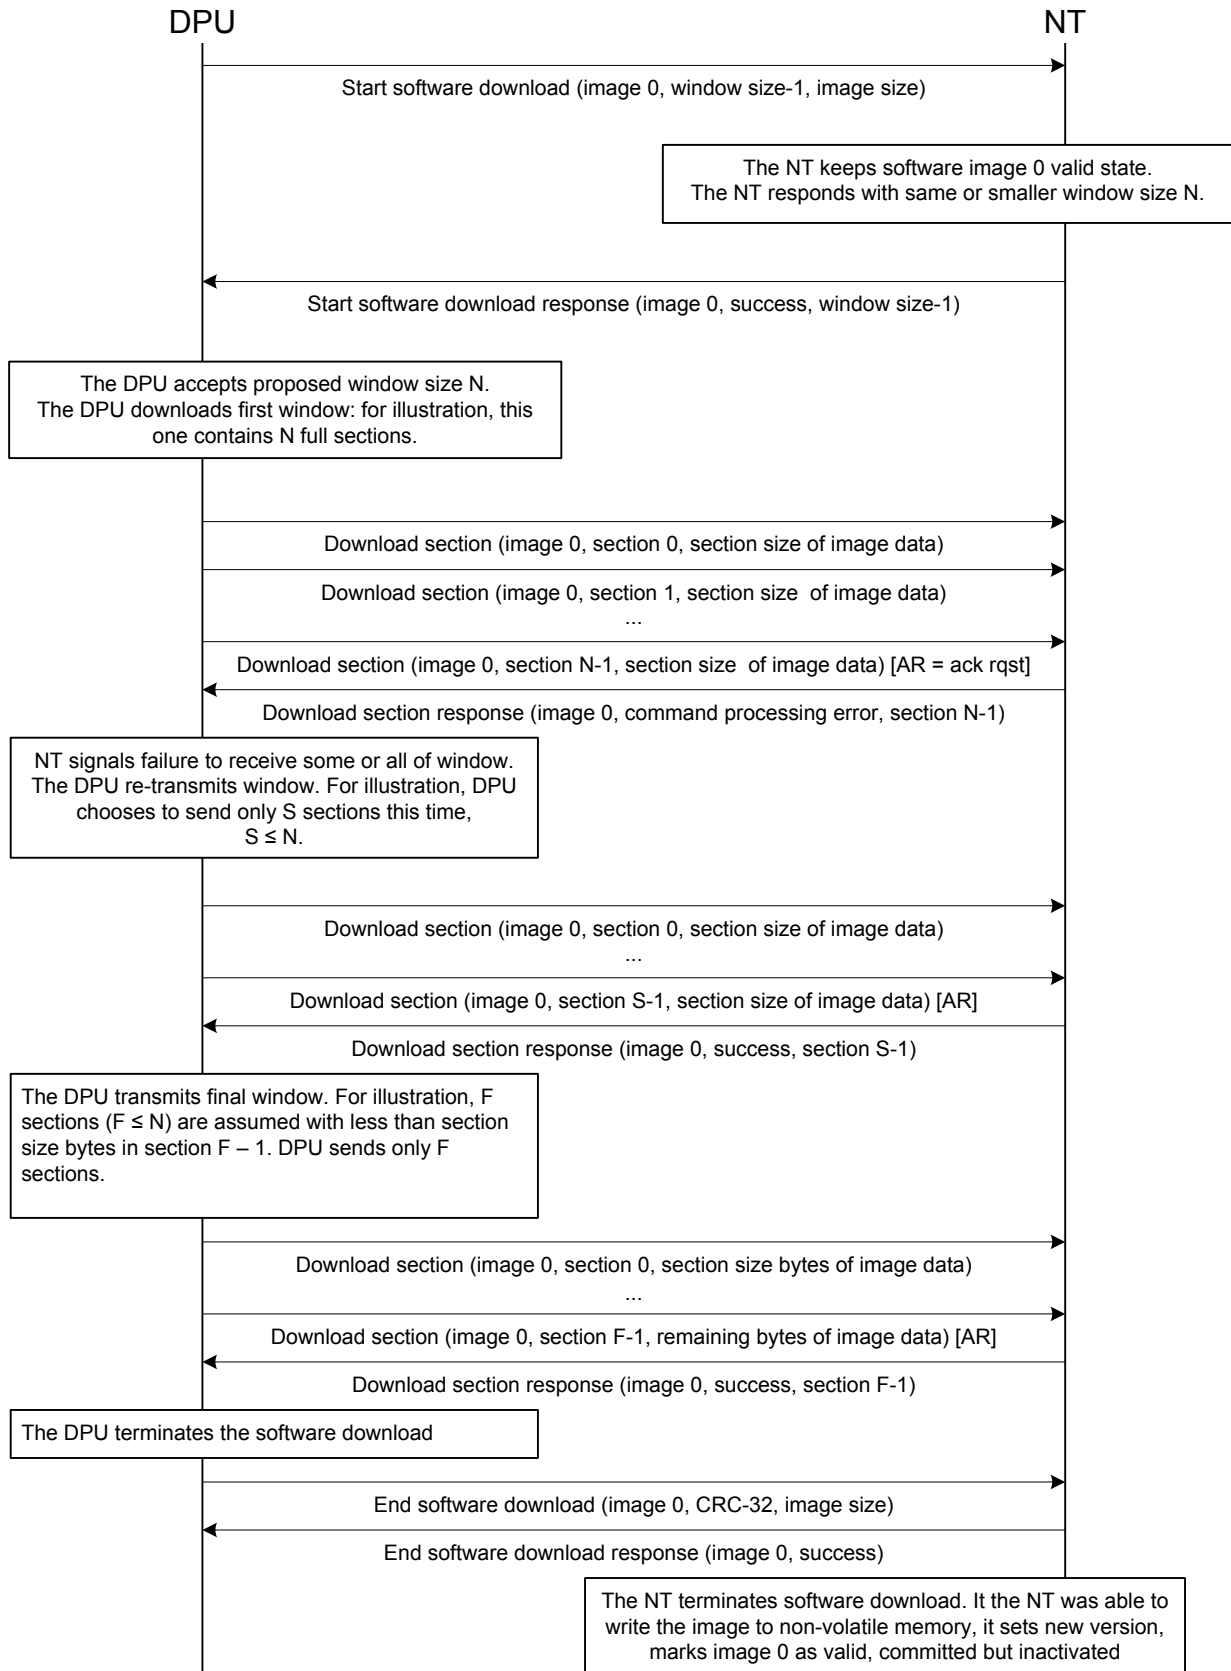 DPU
NT
Start software download (image 0, window size-1, image size)
The NT keeps software image 0 valid state.
The NT responds with same or smaller window size N.
Start software download response (image 0, success, window size-1)
The DPU accepts proposed window size N.
The DPU downloads first window: for illustration, this
one contains N full sections.
Download section (image 0, section 0, section size of image data)
Download section (image 0, section 1, section size  of image data)
...
Download section (image 0, section N-1, section size  of image data) [AR = ack rqst]
Download section response (image 0, command processing error, section N-1)
NT signals failure to receive some or all of window.
The DPU re-transmits window. For illustration, DPU
chooses to send only S sections this time,
S ≤ N.
Download section (image 0, section 0, section size of image data)
...
Download section (image 0, section S-1, section size of image data) [AR]
Download section response (image 0, success, section S-1)
The DPU transmits final window. For illustration, F
sections (F ≤ N) are assumed with less than section
size bytes in section F – 1. DPU sends only F
sections.
Download section (image 0, section 0, section size bytes of image data)
...
Download section (image 0, section F-1, remaining bytes of image data) [AR]
Download section response (image 0, success, section F-1)
The DPU terminates the software download
End software download (image 0, CRC-32, image size)
End software download response (image 0, success)
The NT terminates software download. It the NT was able to
write the image to non-volatile memory, it sets new version,
marks image 0 as valid, committed but inactivated